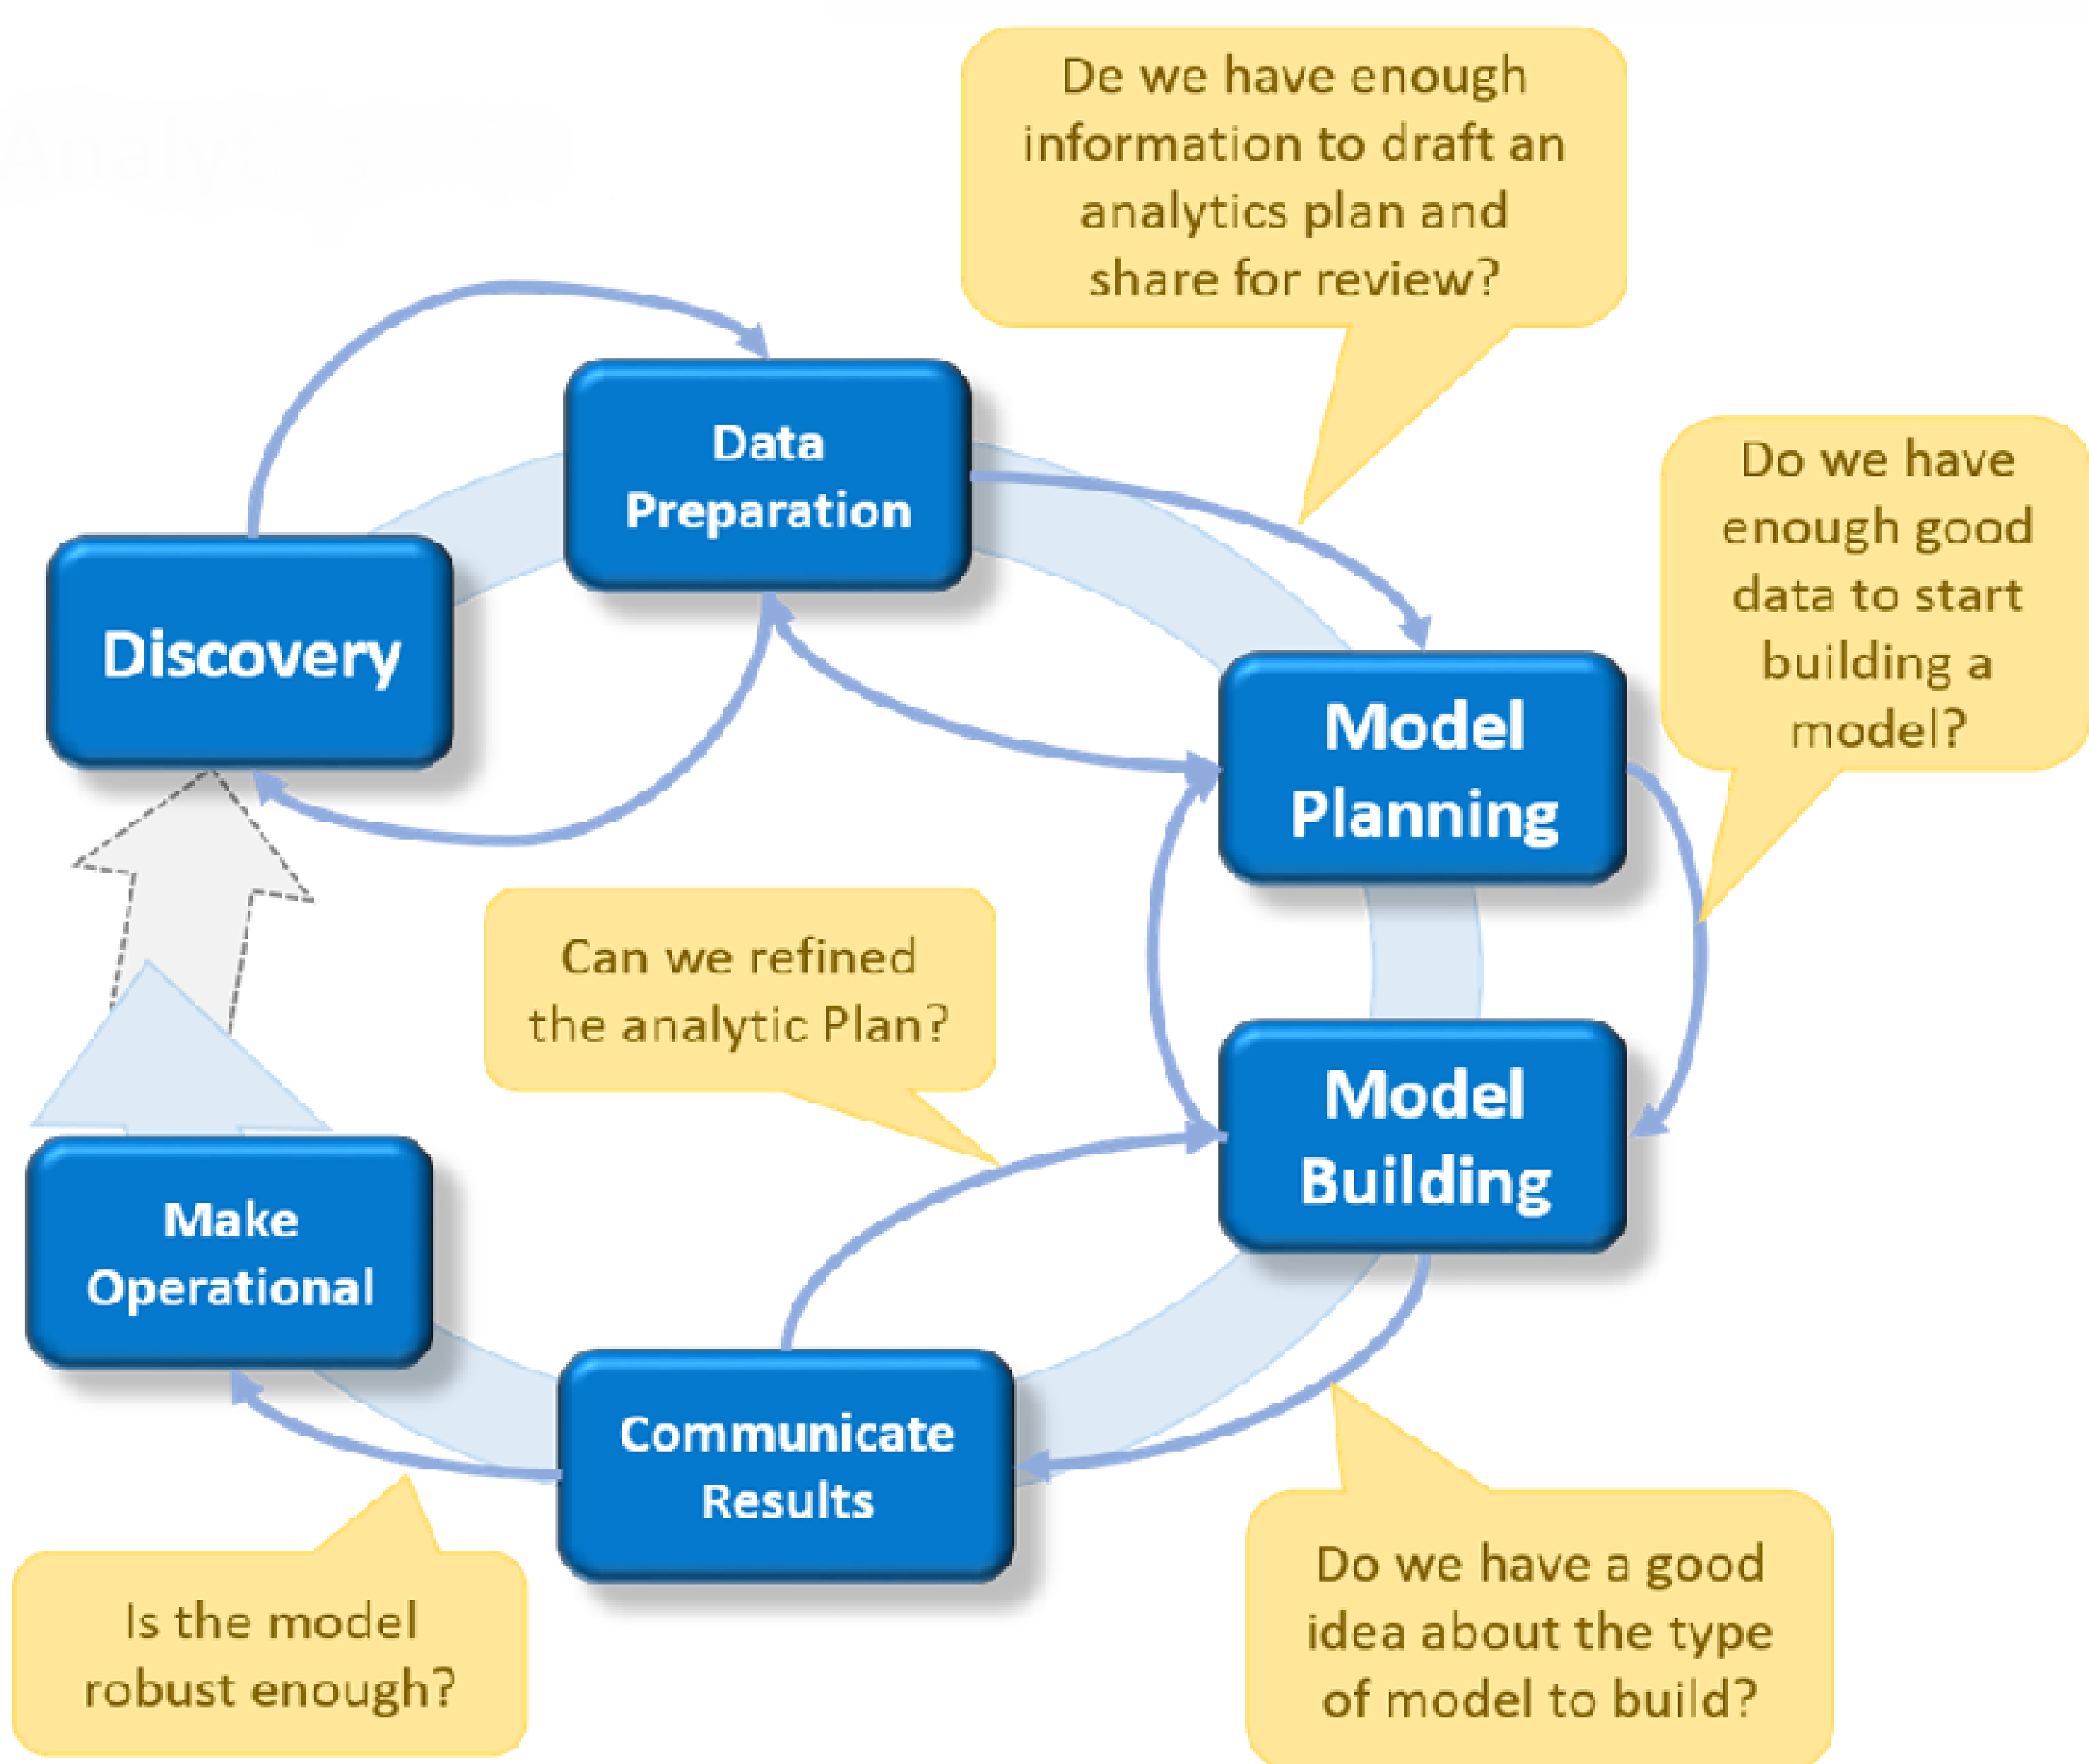 De we have enough
information to draft an
analytics plan and
share for review?
Data
Preparation
Do we have
enough good
data to start
building a
model?
Discovery
Model
Planning
Can we refined
the analytic Plan?
Model
Building
Make
Operational
Communicate
Results
Is the model
robust enough?
Do we have a good
idea about the type
of model to build?